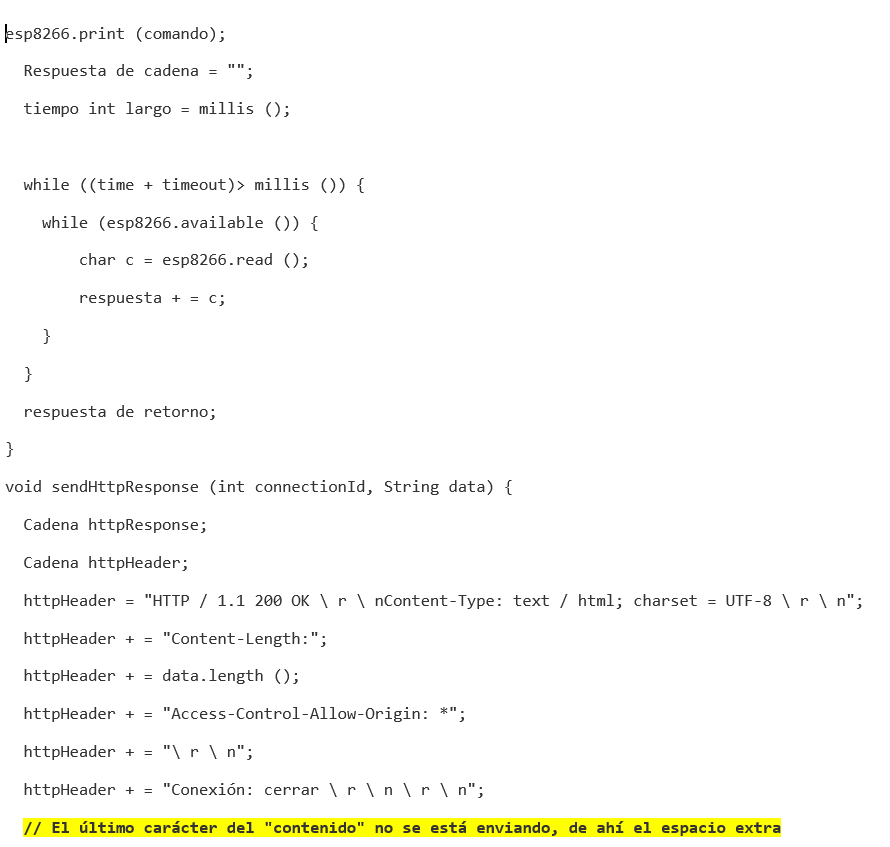 esp8266.print (comando);
Respuesta de cadena = "";
tiempo int largo = millis ();
while ((time + timeout)> millis ()) {
while (esp8266.available ()) {
char c = esp8266.read ();
respuesta + = c;
}
}
respuesta de retorno;
}
void sendHttpResponse (int connectionId, String data) {
Cadena httpResponse;
Cadena httpHeader;
httpHeader = "HTTP / 1.1 200 OK \ r \ nContent-Type: text / html; charset = UTF-8 \ r \ n";
httpHeader + = "Content-Length:";
httpHeader + = data.length ();
httpHeader + = "Access-Control-Allow-Origin: *";
httpHeader + = "\ r \ n";
httpHeader + = "Conexión: cerrar \ r \ n \ r \ n";
// El último carácter del "contenido" no se está enviando, de ahí el espacio extra